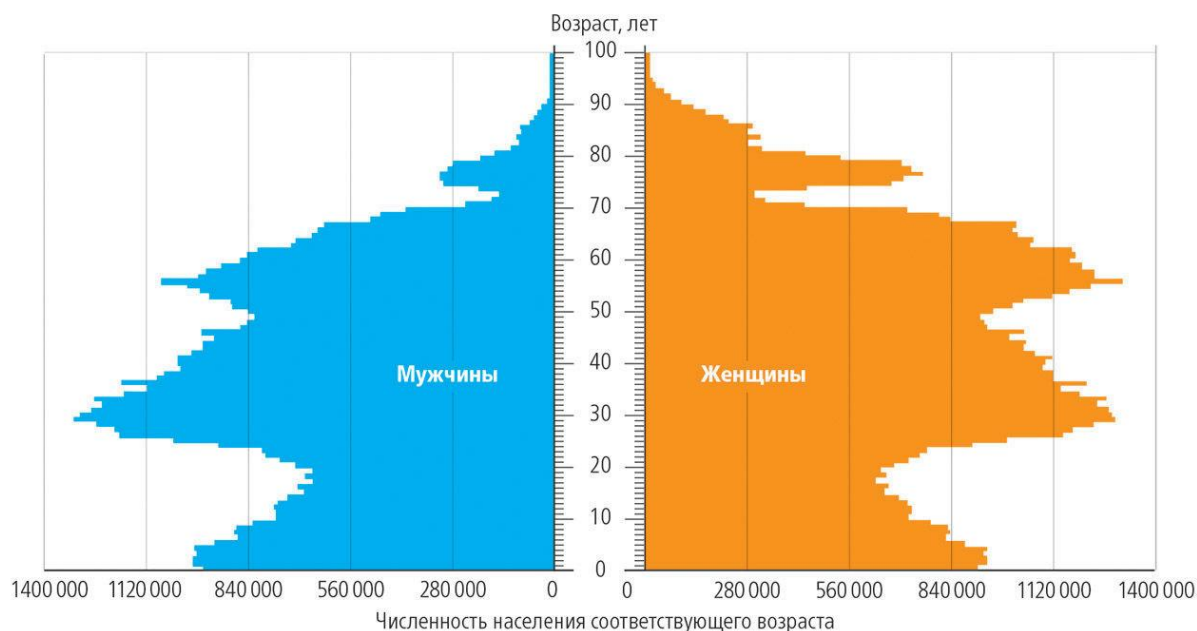 Возраст, лет
100
90
80
70
60
50
40
30
20
10
0
Мужчины
Женщины
1400 000 1120 000 840 000 560 000 280 000 0 0 280 000 560 000 840 000 1120 000 1400 000
Численность населения соответствующего возраста